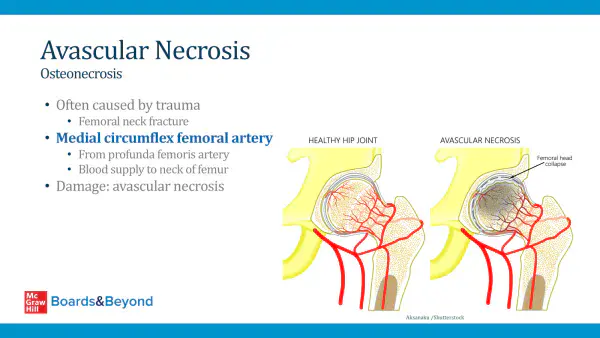 Avascular Necrosis
Osteonecrosis
• Often caused by trauma
• Femoral neck fracture
• Medial circumflex femoral artery
• From profunda femoris artery
• Blood supply to neck of femur
• Damage: avascular necrosis
HEALTHY HIP JOINT
AVASCULAR NECROSIS
Femoral head
collapse
Mc
Graw
Hill
Boards&Beyond
Aksanaku /Shutterstock